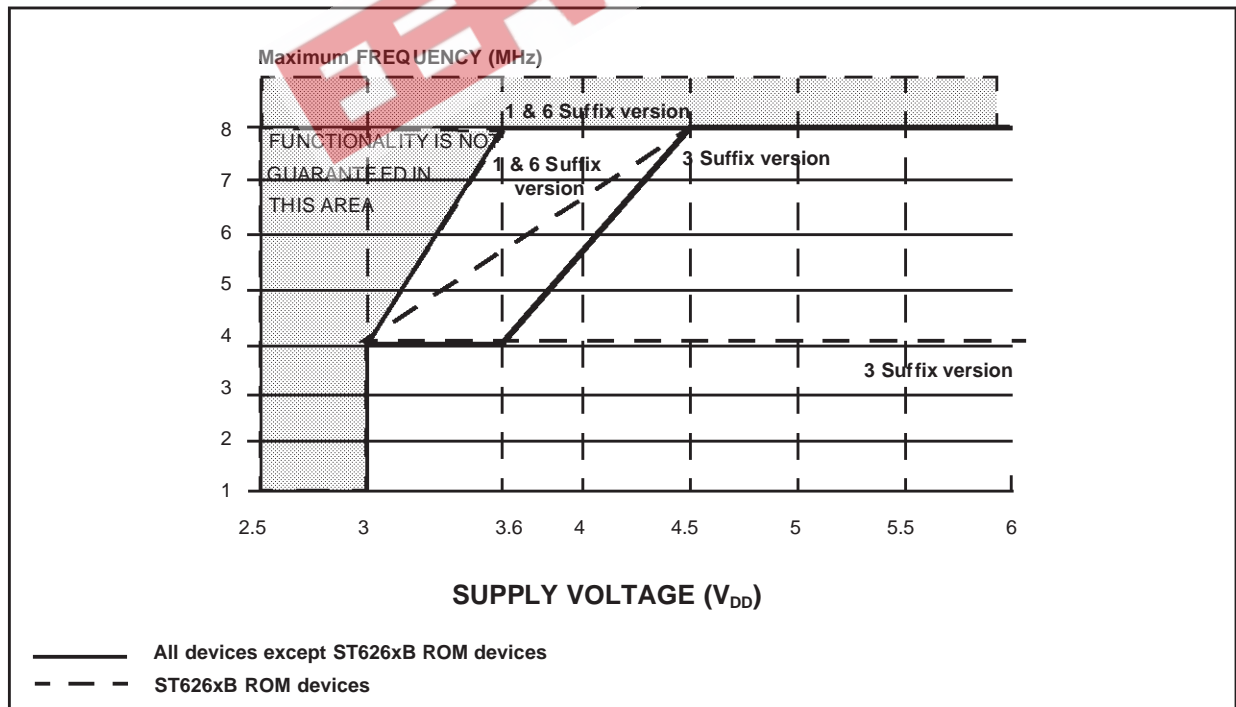 Maximum FREQUENCY (MHz)
1 & 6 Suffix version
8
FUNCTIONALITY IS NOT
GUARANTEED IN
THIS AREA
1 & 6 Suffix
version
3 Suffix version
7
6
5
4
3 Suffix version
3
2
1
2.5 3 3.6 4 4.5 5 5.5 6
SUPPLY VOLTAGE (VDD)
All devices except ST626xB ROM devices
ST626xB ROM devices